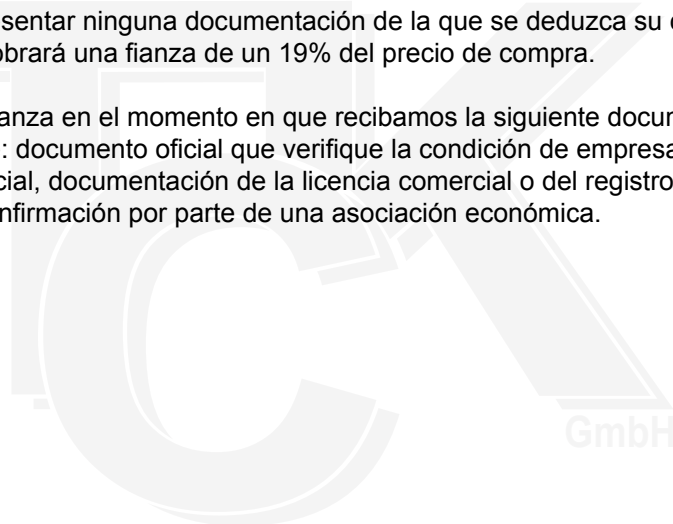 sentar ninguna documentación de la que se deduzca su
obrará una fianza de un 19% del precio de compra.
anza en el momento en que recibamos la siguiente
: documento oficial que verifique la condición de
cial, documentación de la licencia comercial o del registro
nfirmación por parte de una asociación económica.
GmbH